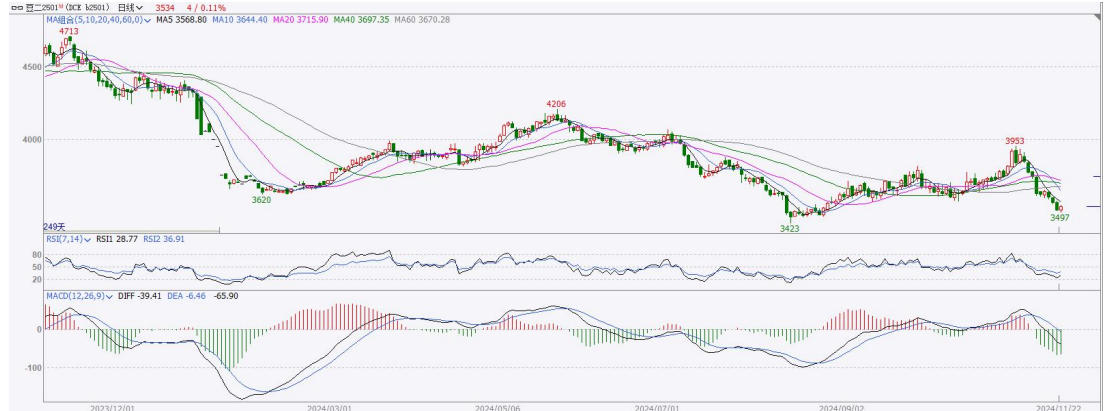 豆二2501ᴹ (DCE b2501) 日线 3534 4 / 0.11%
MA组合(5,10,20,40,60,0) MA5 3568.80 MA10 3644.40 MA20 3715.90 MA40 3697.35 MA60 3670.28
4713
4500
4206
4000
3953
3620
3497
3423
249天
RSI(7,14) RSI1 28.77 RSI2 36.91
80
50
20
MACD(12,26,9) DIFF -39.41 DEA -6.46 -65.90
0
-100
2023/12/01 2024/03/01 2024/05/06 2024/07/01 2024/09/02 2024/11/22